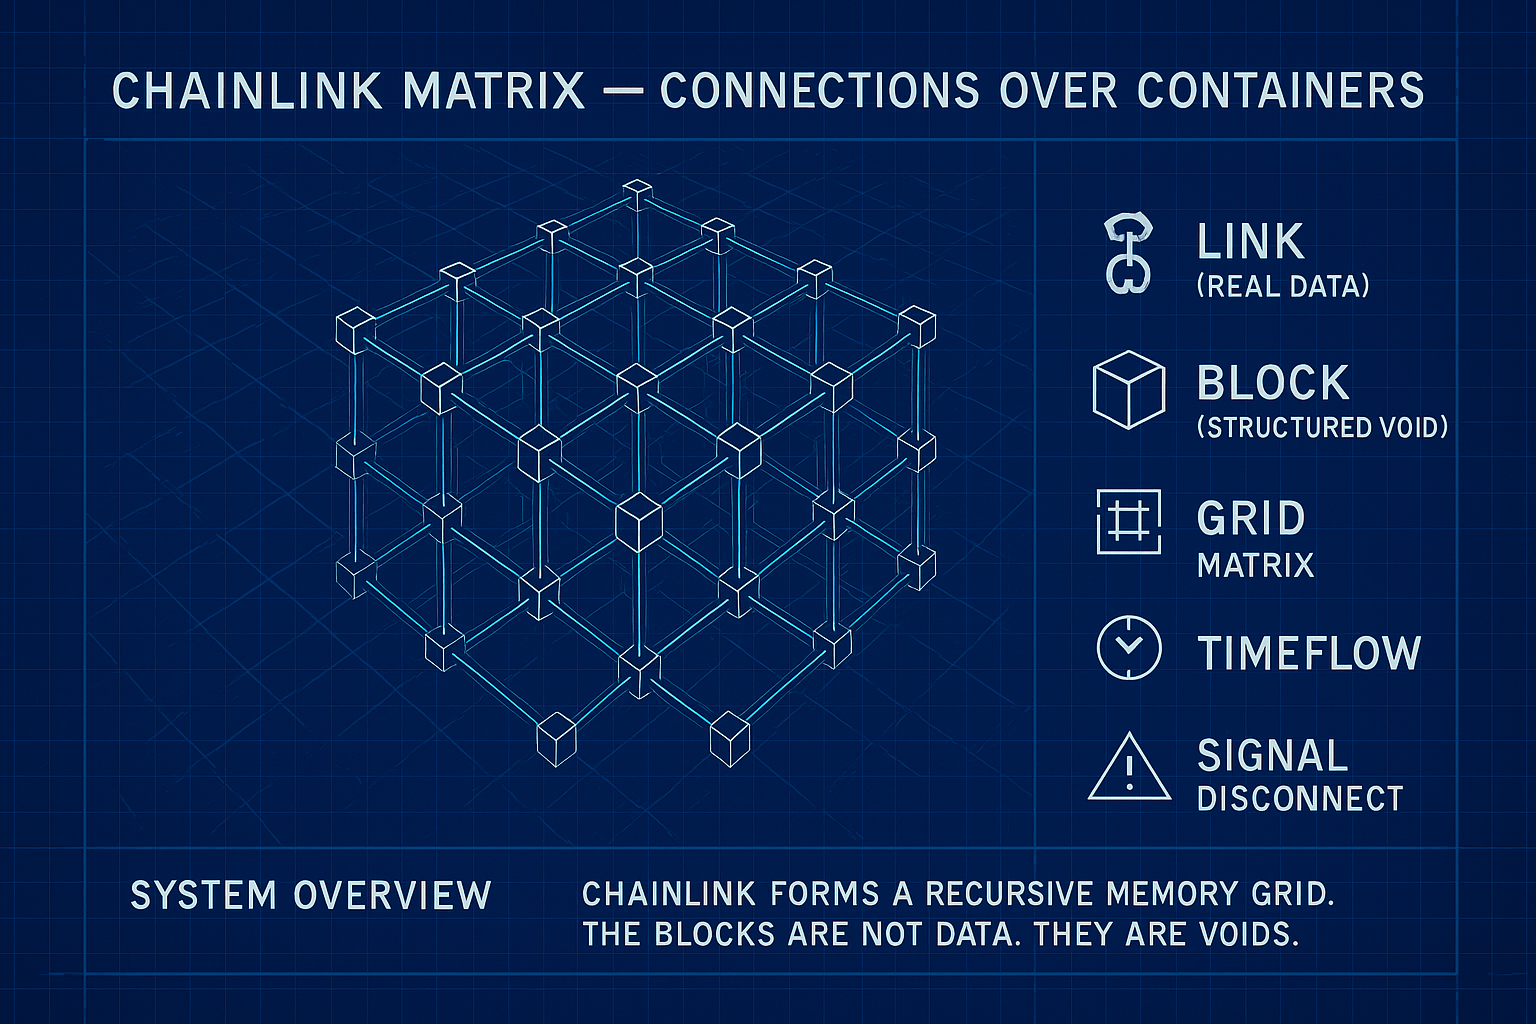 CHAINLINK MATRIX — CONNECTIONS OVER CONTAINERS
LINK
(REAL DATA)
BLOCK
(STRUCTURED VOID)
GRID
MATRIX
TIMEFLOW
SIGNAL
DISCONNECT
SYSTEM OVERVIEW
CHAINLINK FORMS A RECURSIVE MEMORY GRID.
THE BLOCKS ARE NOT DATA. THEY ARE VOIDS.